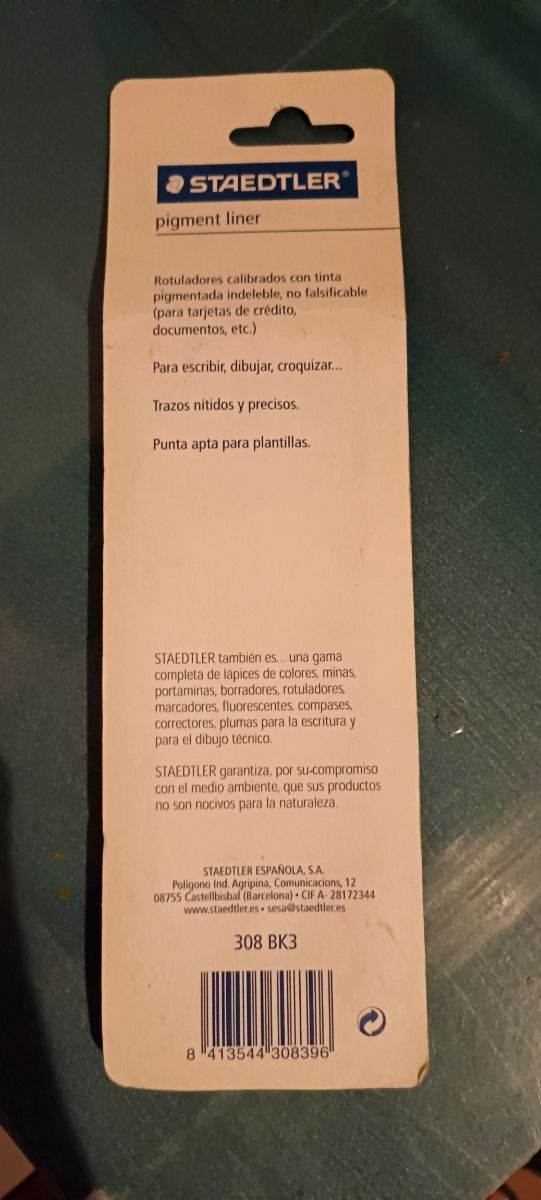 STAEDTLER®
pigment liner
Rotuladores calibrados con tinta
pigmentada indeleble, no falsificable
(para tarjetas de crédito,
documentos, etc.)
Para escribir, dibujar, croquizar...
Trazos nítidos y precisos.
Punta apta para plantillas.
STAEDTLER también es... una gama
completa de lápices de colores, minas,
portaminas, borradores, rotuladores,
marcadores, fluorescentes, compases,
correctores, plumas para la escritura y
para el dibujo técnico.
STAEDTLER garantiza, por su compromiso
con el medio ambiente, que sus productos
no son nocivos para la naturaleza.
STAEDTLER ESPAÑOLA, S.A.
Polígono Ind. Agripina, Comunicacions, 12
08755 Castellbisbal (Barcelona) • CIF A- 28172344
www.staedtler.es • sesa@staedtler.es
308 BK3
8 413544 308396